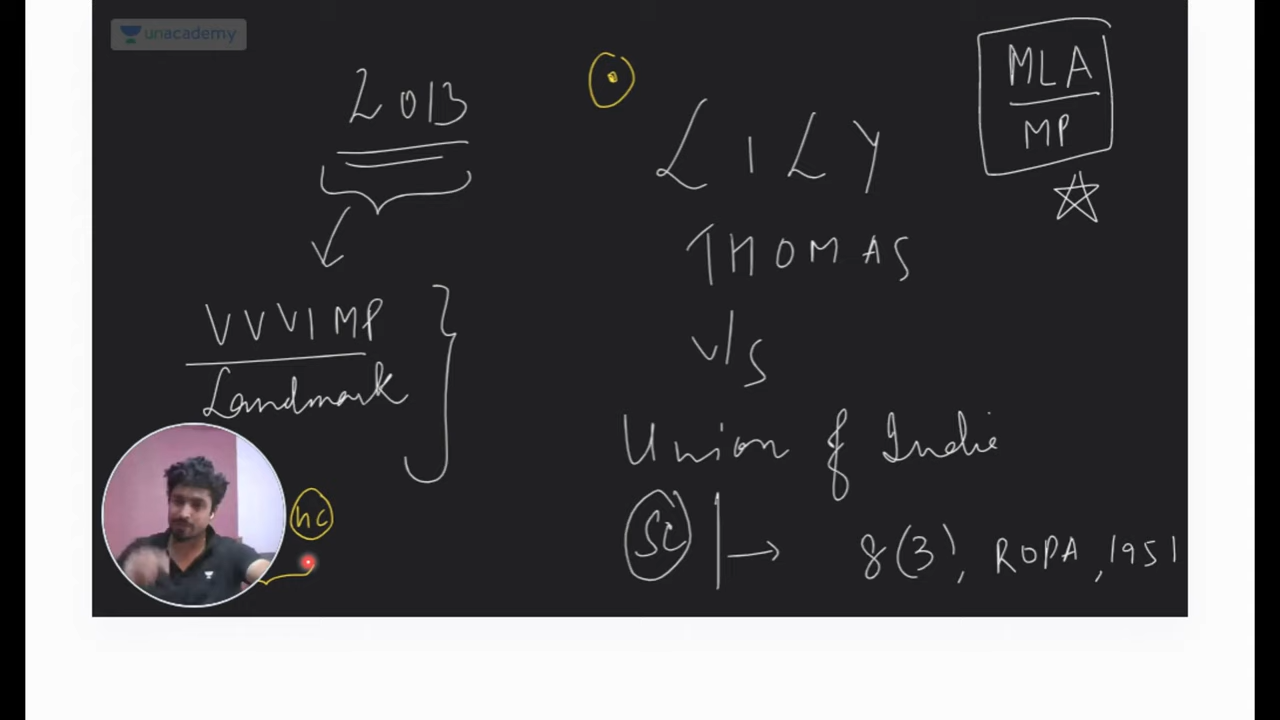 unacademy
2013
VVVIMP
Landmark
hc
LILY
THOMAS
v/s
Union of India
SC → 8(3), ROPA, 1951
MLA
MP